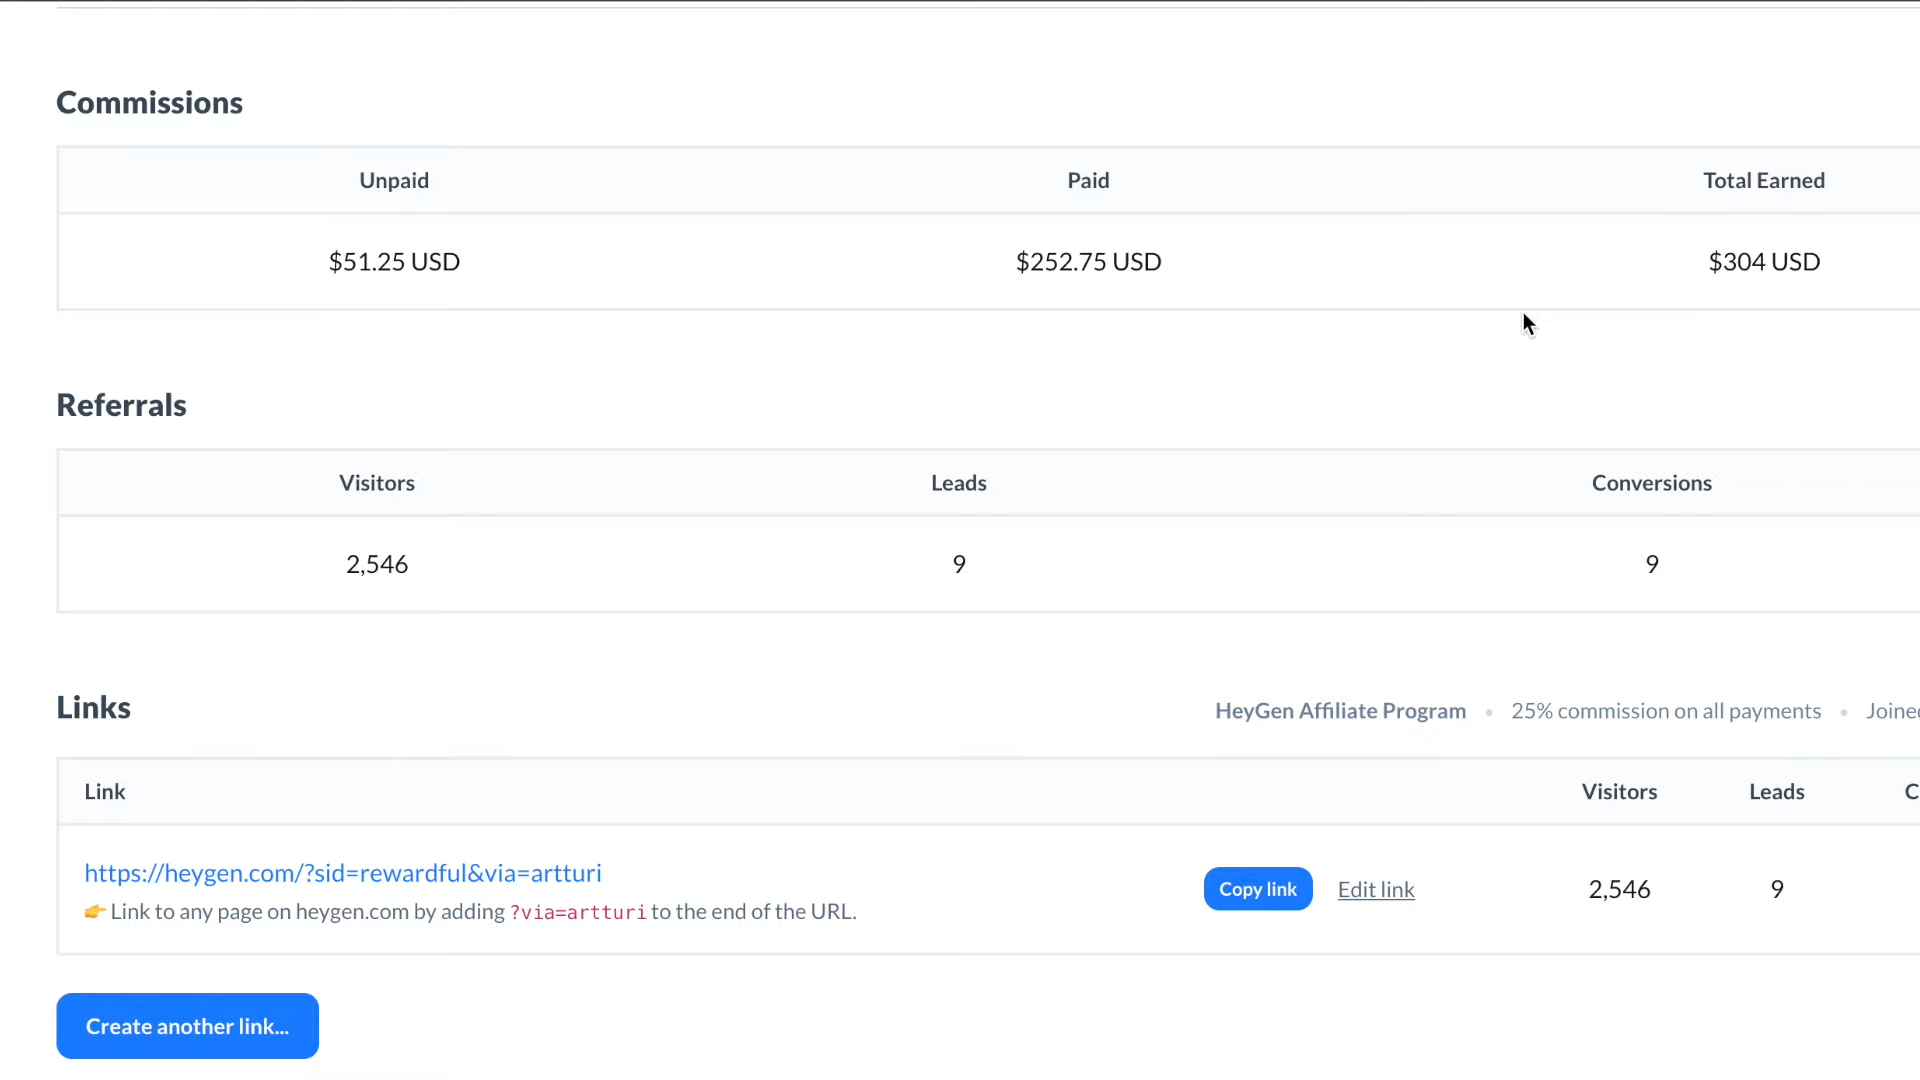 Commissions
Unpaid Paid Total Earned
$51.25 USD $252.75 USD $304 USD
Referrals
Visitors Leads Conversions
2,546 9 9
Links HeyGen Affiliate Program • 25% commission on all payments • Joined
Link Visitors Leads C
https://heygen.com/?sid=rewardful&via=artturi
Copy link Edit link 2,546 9
👉 Link to any page on heygen.com by adding ?via=artturi to the end of the URL.
Create another link...